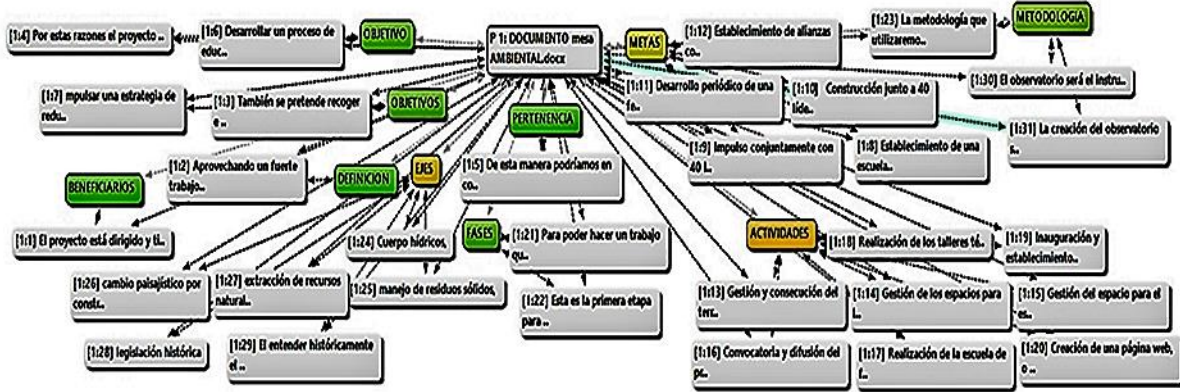 [1:4] Por estas razones el proyecto ..
[1:6] Desarrollar un proceso de
educ..
OBJETIVO
P 1: DOCUMENTO mesa
AMBIENTAL.docx
METAS
[1:12] Establecimiento de alianzas
co..
[1:23] La metodología que
utilizaremo..
METODOLOGIA
[1:7] mpulsar una estrategia de
redu..
[1:3] También se pretende recoger
e ..
OBJETIVOS
PERTENENCIA
[1:11] Desarrollo periódico de una
fe..
[1:10] Construcción junto a 40
lide..
[1:30] El observatorio será el instru..
[1:31] La creación del observatorio
s..
[1:2] Aprovechando un fuerte
trabajo..
BENEFICIARIOS
DEFINICION
EJES
[1:5] De esta manera podríamos en
co..
[1:9] Impulso conjuntamente con
40 l..
[1:8] Establecimiento de una
escuela..
[1:1] El proyecto está dirigido y ti..
[1:24] Cuerpo hídricos,
FASES
[1:21] Para poder hacer un trabajo
qu..
ACTIVIDADES
[1:18] Realización de los talleres té..
[1:19] Inauguración y
establecimiento..
[1:26] cambio paisajístico por
constr..
[1:27] extracción de recursos
natural..
[1:25] manejo de residuos sólidos,
[1:22] Esta es la primera etapa
para ..
[1:13] Gestión y consecución del
terr..
[1:14] Gestión de los espacios para
l..
[1:15] Gestión del espacio para el
es..
[1:28] legislación histórica
[1:29] El entender históricamente
el ..
[1:16] Convocatoria y difusión del
pr..
[1:17] Realización de la escuela de
f..
[1:20] Creación de una página web,
o ..